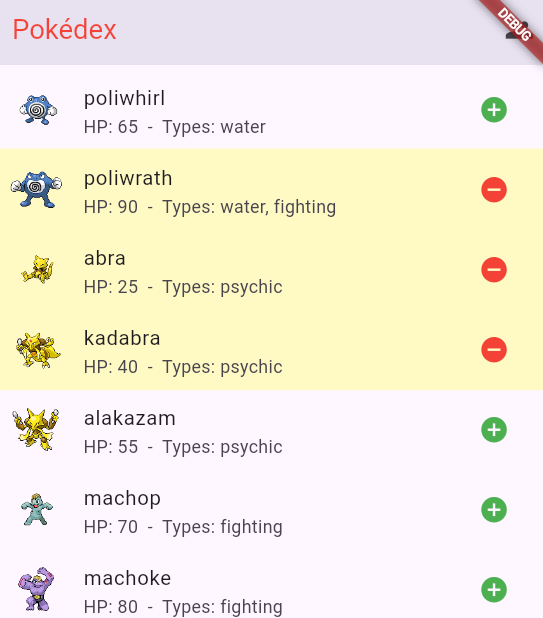 Pokédex
DEBUG
poliwhirl
HP: 65 - Types: water
poliwrath
HP: 90 - Types: water, fighting
abra
HP: 25 - Types: psychic
kadabra
HP: 40 - Types: psychic
alakazam
HP: 55 - Types: psychic
machop
HP: 70 - Types: fighting
machoke
HP: 80 - Types: fighting